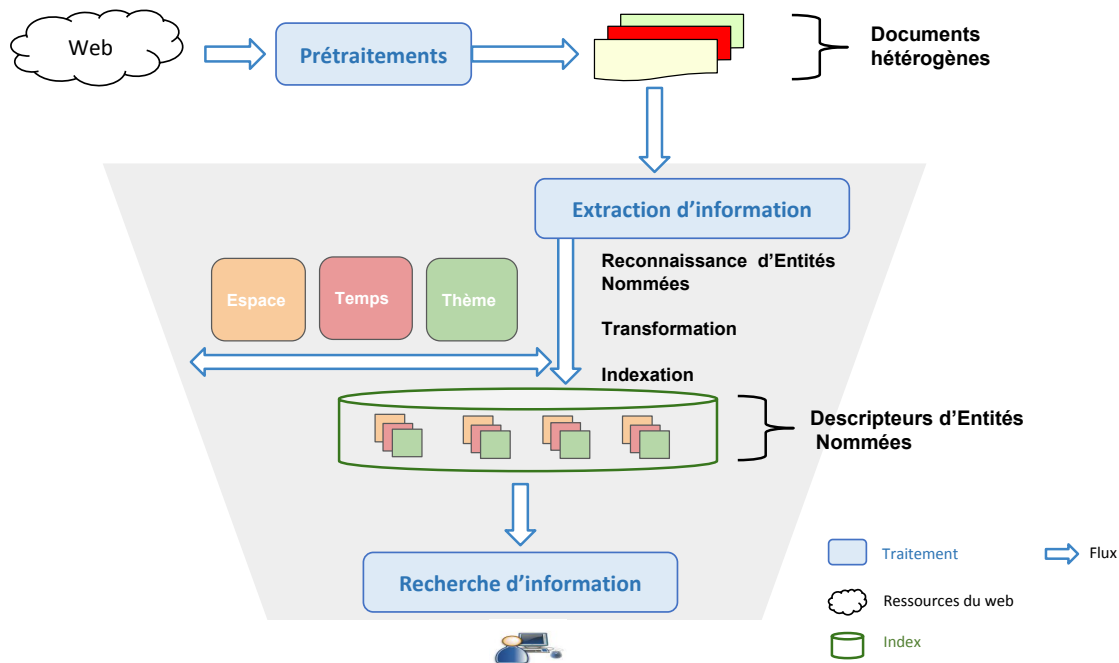 Web
Prétraitements
Documents
hétérogènes
Extraction d’information
Reconnaissance d’Entités
Nommées
Espace
Temps
Thème
Transformation
Indexation
Descripteurs d’Entités
Nommées
Recherche d’information
Traitement
Flux
Ressources du web
Index